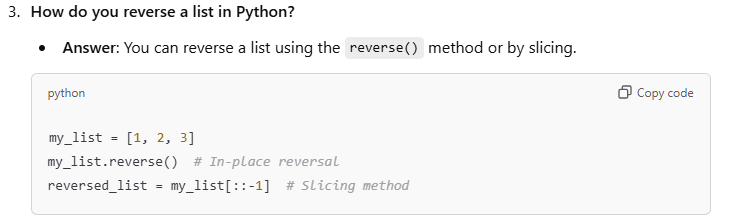 3. How do you reverse a list in Python?
• Answer: You can reverse a list using the reverse() method or by slicing.
python
Copy code
my_list = [1, 2, 3]
my_list.reverse()  # In-place reversal
reversed_list = my_list[::-1]  # Slicing method